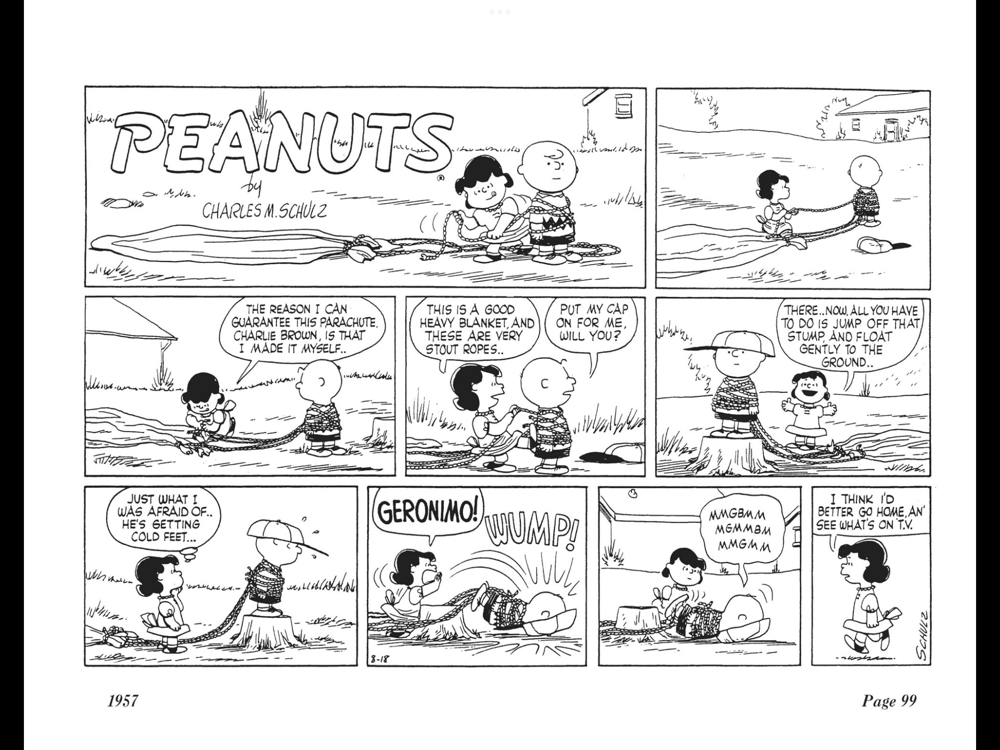 PEANUTS
®
by
CHARLES M. SCHULZ
THE REASON I CAN
GUARANTEE THIS PARACHUTE,
CHARLIE BROWN, IS THAT
I MADE IT MYSELF..
THIS IS A GOOD
HEAVY BLANKET, AND
THESE ARE VERY
STOUT ROPES..
PUT MY CAP
ON FOR ME,
WILL YOU?
THERE..NOW, ALL YOU HAVE
TO DO IS JUMP OFF THAT
STUMP, AND FLOAT
GENTLY TO THE
GROUND..
JUST WHAT I
WAS AFRAID OF..
HE'S GETTING
COLD FEET...
GERONIMO!
WUMP!
8-18
MMGBMM
MGMMBM
MMGMM
I THINK I'D
BETTER GO HOME, AN'
SEE WHAT'S ON T.V.
SCHULZ
1957
Page 99